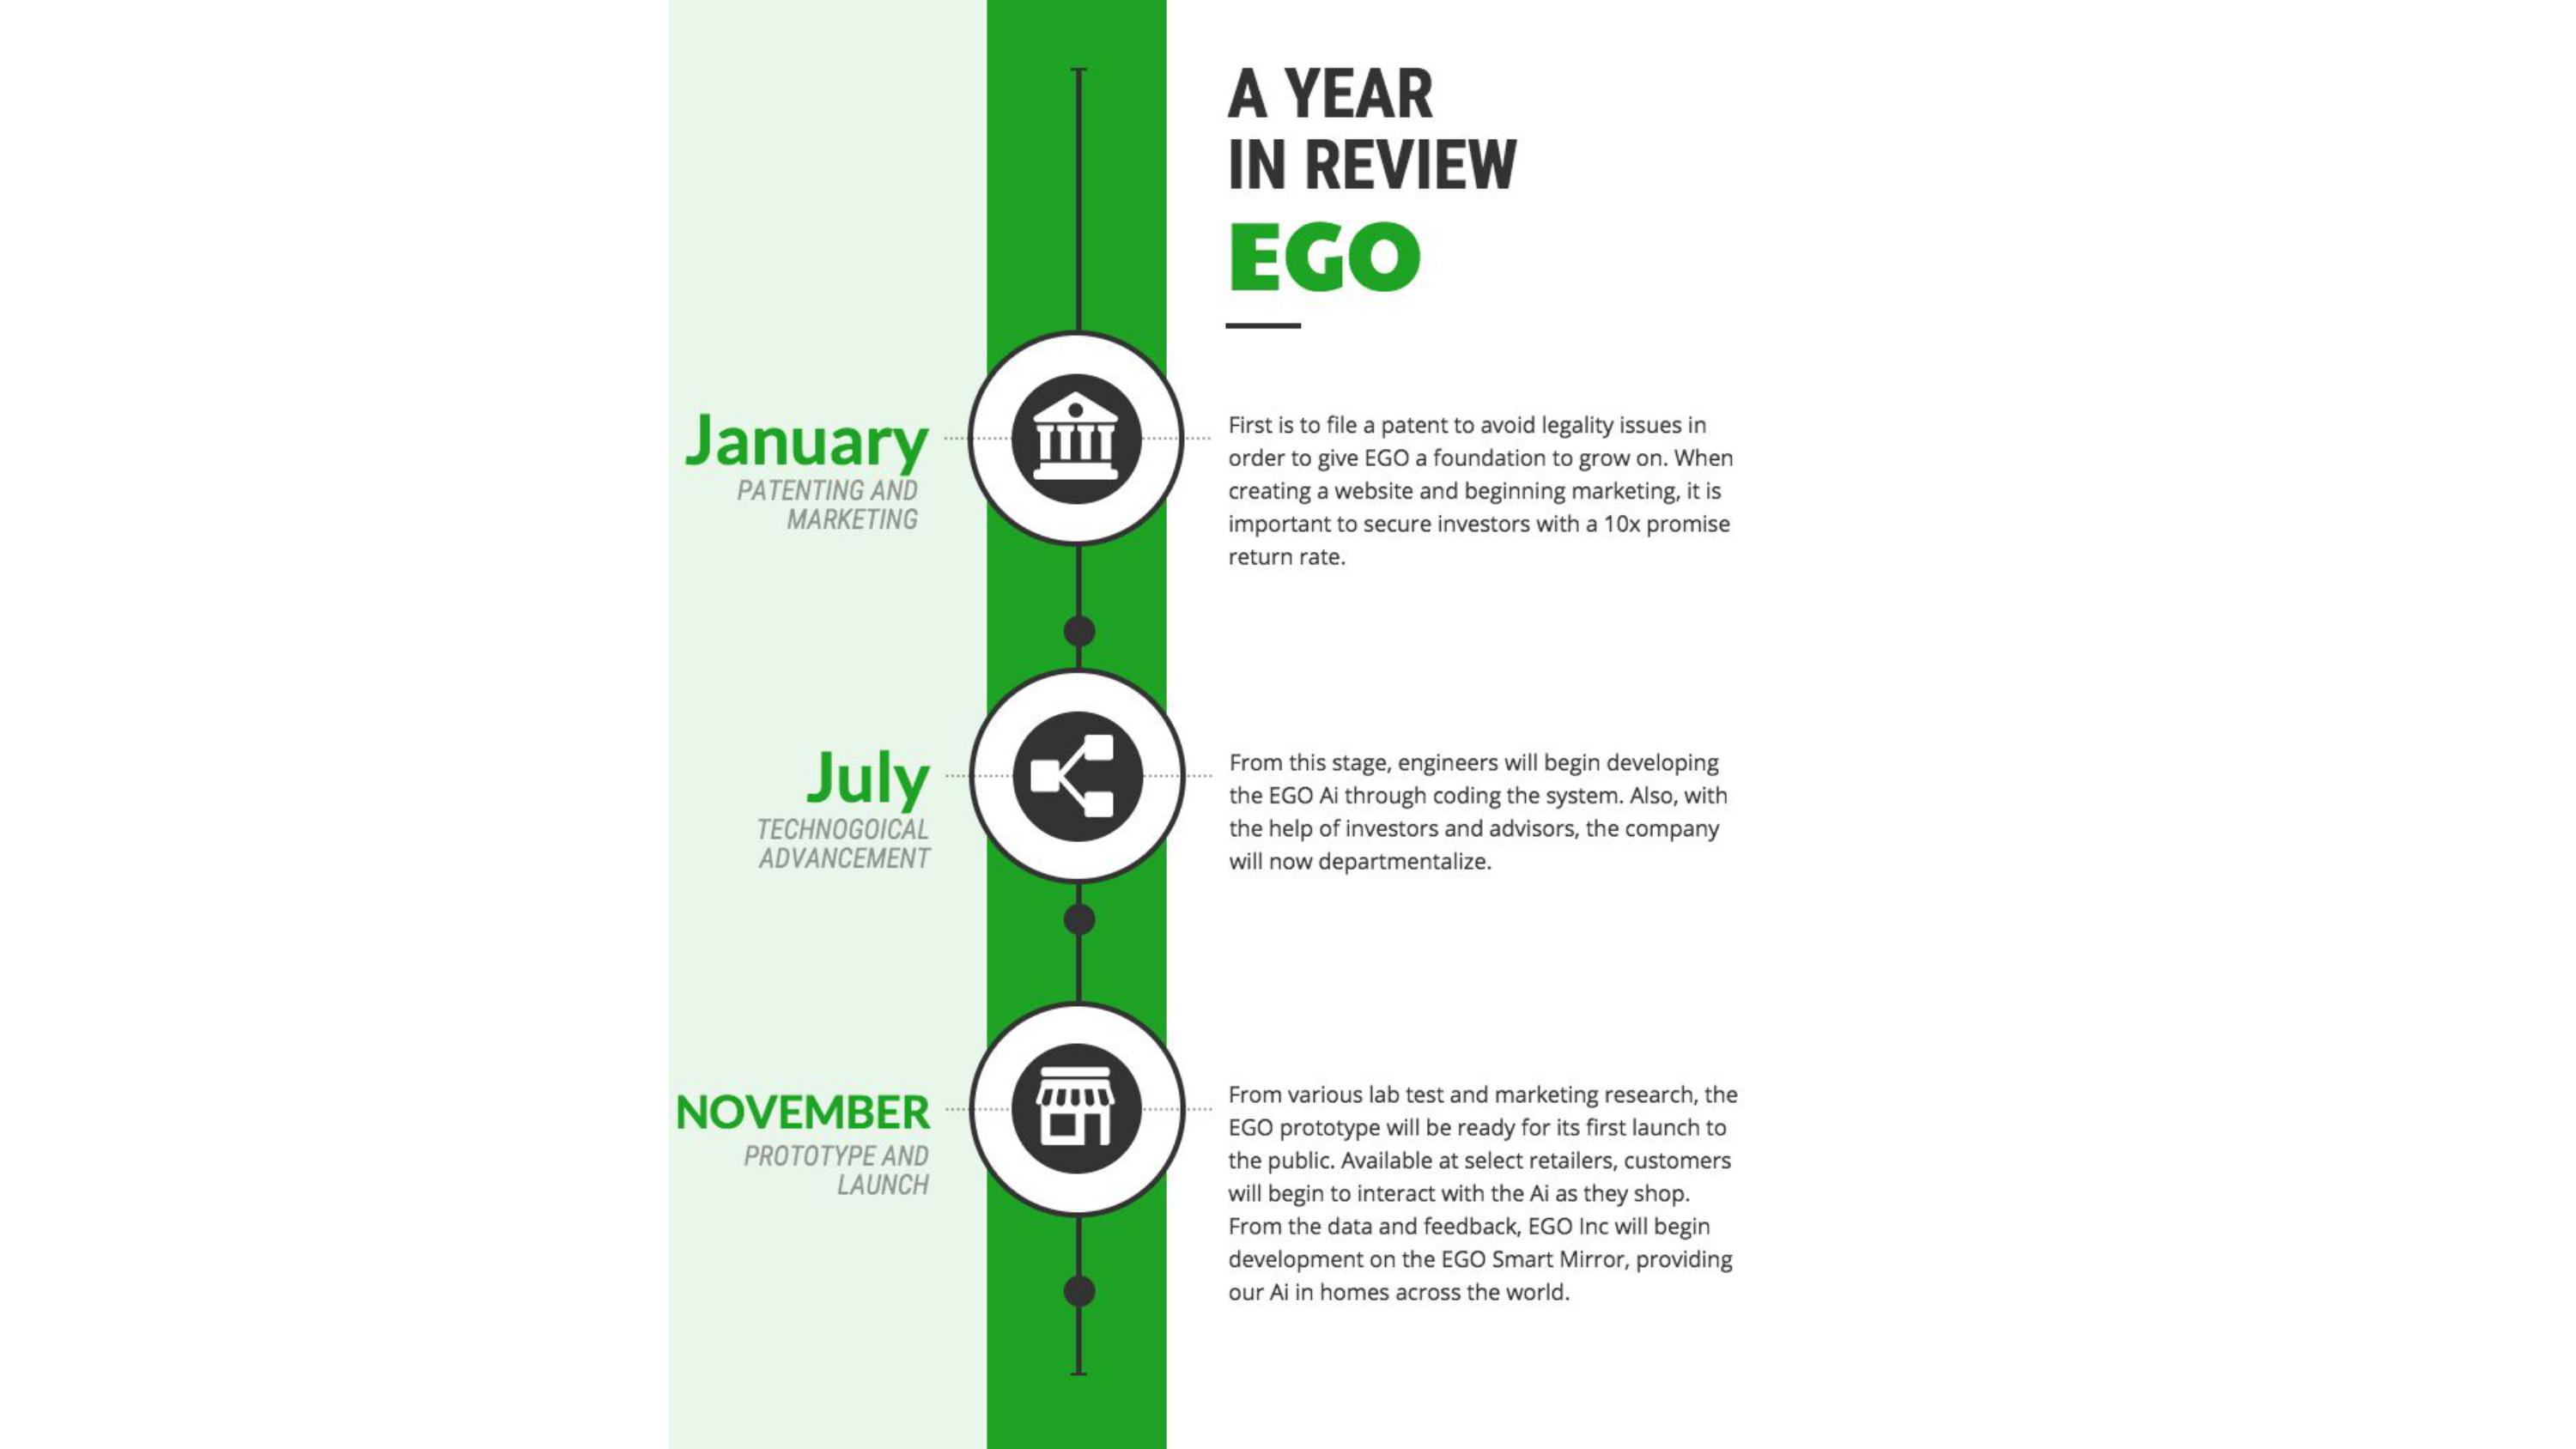 A YEAR
IN REVIEW
EGO
January
PATENTING AND
MARKETING
First is to file a patent to avoid legality issues in
order to give EGO a foundation to grow on. When
creating a website and beginning marketing, it is
important to secure investors with a 10x promise
return rate.
July
TECHNOGOICAL
ADVANCEMENT
From this stage, engineers will begin developing
the EGO Ai through coding the system. Also, with
the help of investors and advisors, the company
will now departmentalize.
NOVEMBER
PROTOTYPE AND
LAUNCH
From various lab test and marketing research, the
EGO prototype will be ready for its first launch to
the public. Available at select retailers, customers
will begin to interact with the Ai as they shop.
From the data and feedback, EGO Inc will begin
development on the EGO Smart Mirror, providing
our Ai in homes across the world.